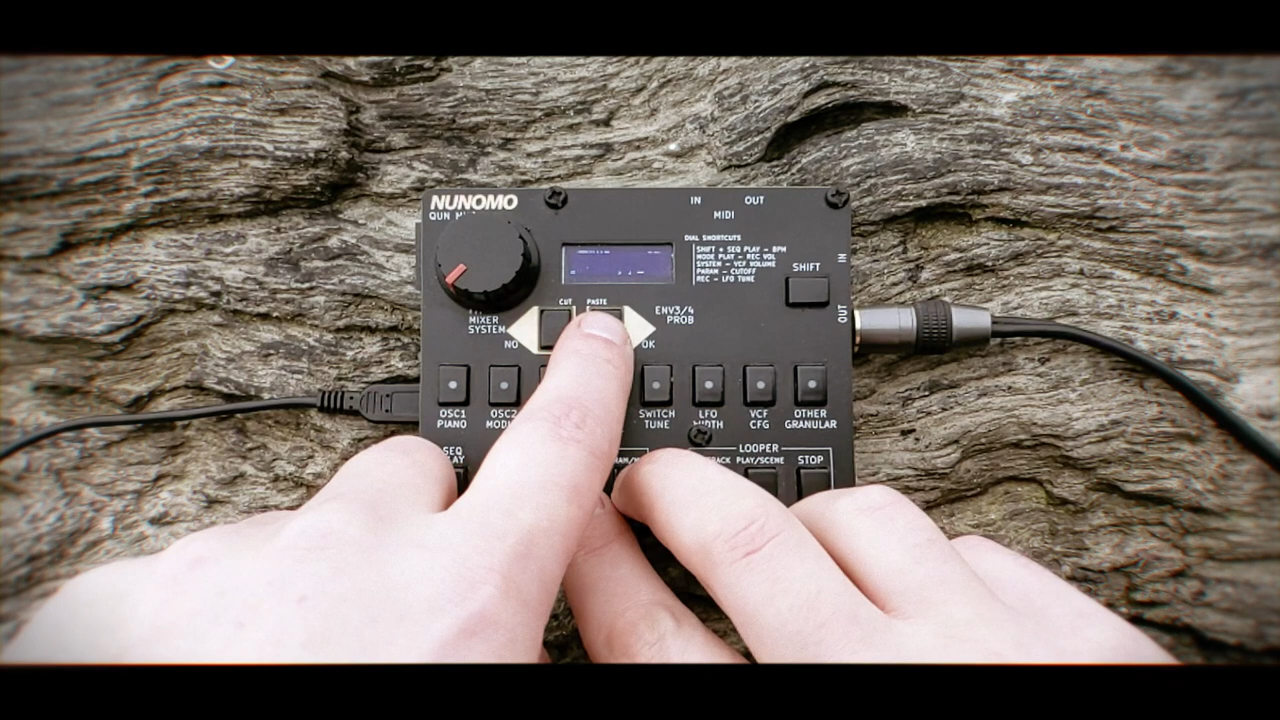 NUNOMO
QUN
IN OUT
MIDI
DIAL SHORTCUTS
SHIFT + SEQ PLAY - BPM
MODE PLAY - REC VOL
SYSTEM - VCF VOLUME
PARAM - CUTOFF
REC - LFO TUNE
SHIFT
IN
OUT
CUT PASTE
MIXER
SYSTEM
ENV3/4
PROB
NO
OK
OSC1
PIANO
OSC2
SWITCH
TUNE
LFO
WIDTH
VCF
CFG
OTHER
GRANULAR
SEQ
LOOPER
PLAY/SCENE STOP